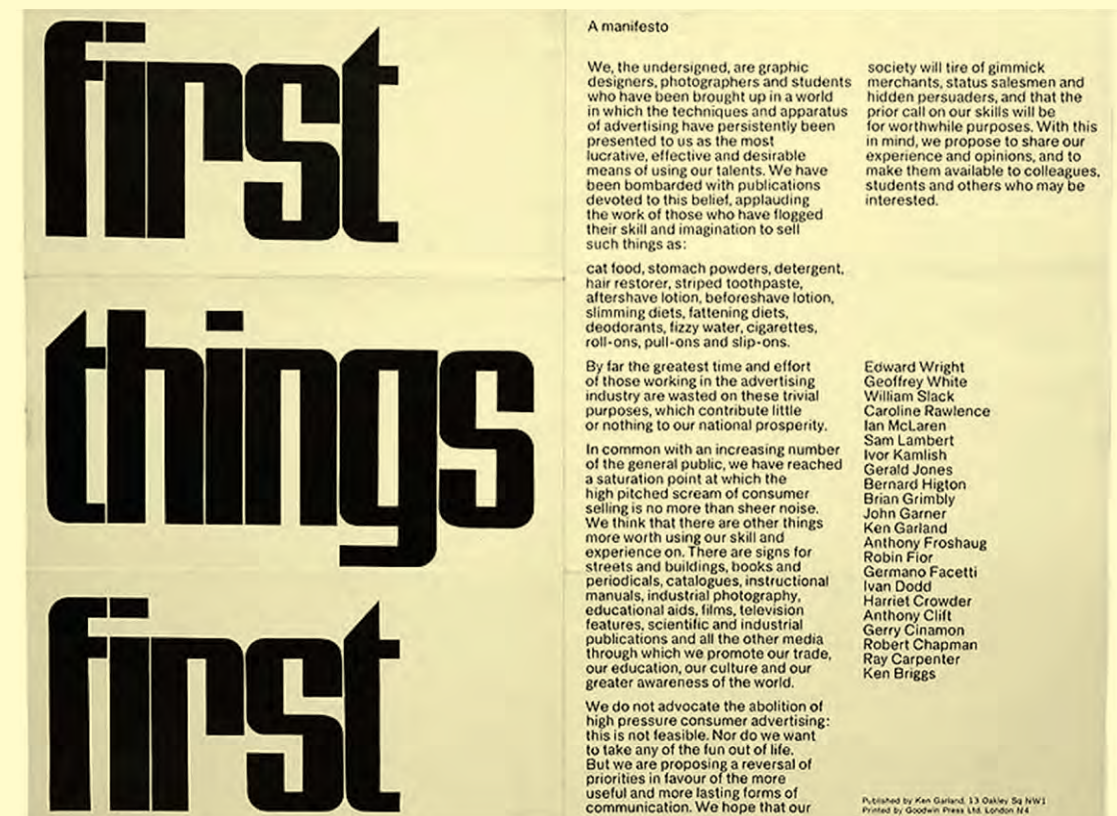 first
things
first
A manifesto
We, the undersigned, are graphic
designers, photographers and students
who have been brought up in a world
in which the techniques and apparatus
of advertising have persistently been
presented to us as the most
lucrative, effective and desirable
means of using our talents. We have
been bombarded with publications
devoted to this belief, applauding
the work of those who have flogged
their skill and imagination to sell
such things as:
cat food, stomach powders, detergent,
hair restorer, striped toothpaste,
aftershave lotion, beforeshave lotion,
slimming diets, fattening diets,
deodorants, fizzy water, cigarettes,
roll-ons, pull-ons and slip-ons.
By far the greatest time and effort
of those working in the advertising
industry are wasted on these trivial
purposes, which contribute little
or nothing to our national prosperity.
In common with an increasing number
of the general public, we have reached
a saturation point at which the
high pitched scream of consumer
selling is no more than sheer noise.
We think that there are other things
more worth using our skill and
experience on. There are signs for
streets and buildings, books and
periodicals, catalogues, instructional
manuals, industrial photography,
educational aids, films, television
features, scientific and industrial
publications and all the other media
through which we promote our trade,
our education, our culture and our
greater awareness of the world.
We do not advocate the abolition of
high pressure consumer advertising:
this is not feasible. Nor do we want
to take any of the fun out of life.
But we are proposing a reversal of
priorities in favour of the more
useful and more lasting forms of
communication. We hope that our
society will tire of gimmick
merchants, status salesmen and
hidden persuaders, and that the
prior call on our skills will be
for worthwhile purposes. With this
in mind, we propose to share our
experience and opinions, and to
make them available to colleagues,
students and others who may be
interested.
Edward Wright
Geoffrey White
William Slack
Caroline Rawlence
Ian McLaren
Sam Lambert
Ivor Kamlish
Gerald Jones
Bernard Higton
Brian Grimbly
John Garner
Ken Garland
Anthony Froshaug
Robin Fior
Germano Facetti
Ivan Dodd
Harriet Crowder
Anthony Clift
Gerry Cinamon
Robert Chapman
Ray Carpenter
Ken Briggs
Published by Ken Garland, 13 Oakley Sq NW1
Printed by Goodwin Press Ltd. London N4